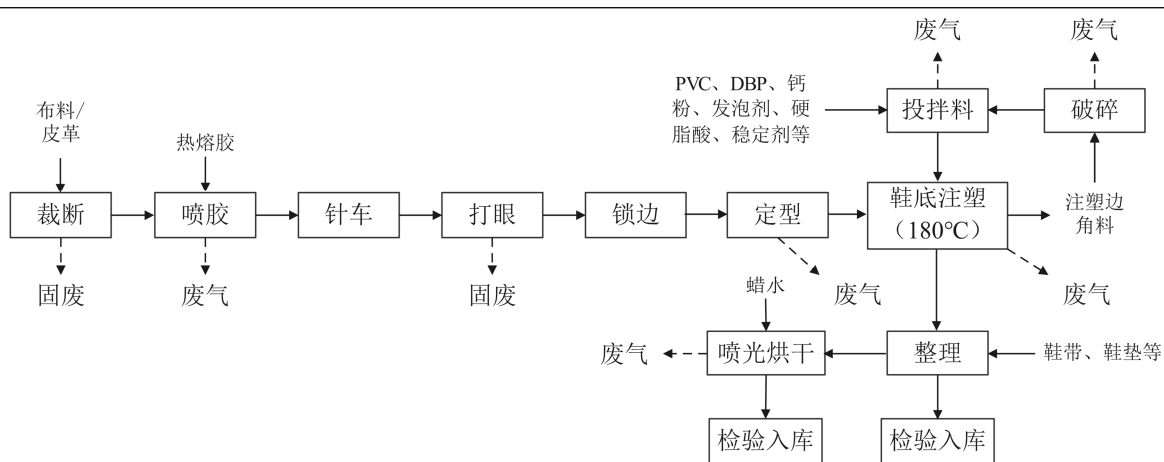 废气
废气
PVC、DBP、钙
粉、发泡剂、硬
脂酸、稳定剂等
投拌料
破碎
布料/
皮革
热熔胶
裁断
喷胶
针车
打眼
锁边
定型
鞋底注塑
（180℃）
注塑边
角料
固废
废气
固废
废气
废气
蜡水
废气
喷光烘干
整理
鞋带、鞋垫等
检验入库
检验入库